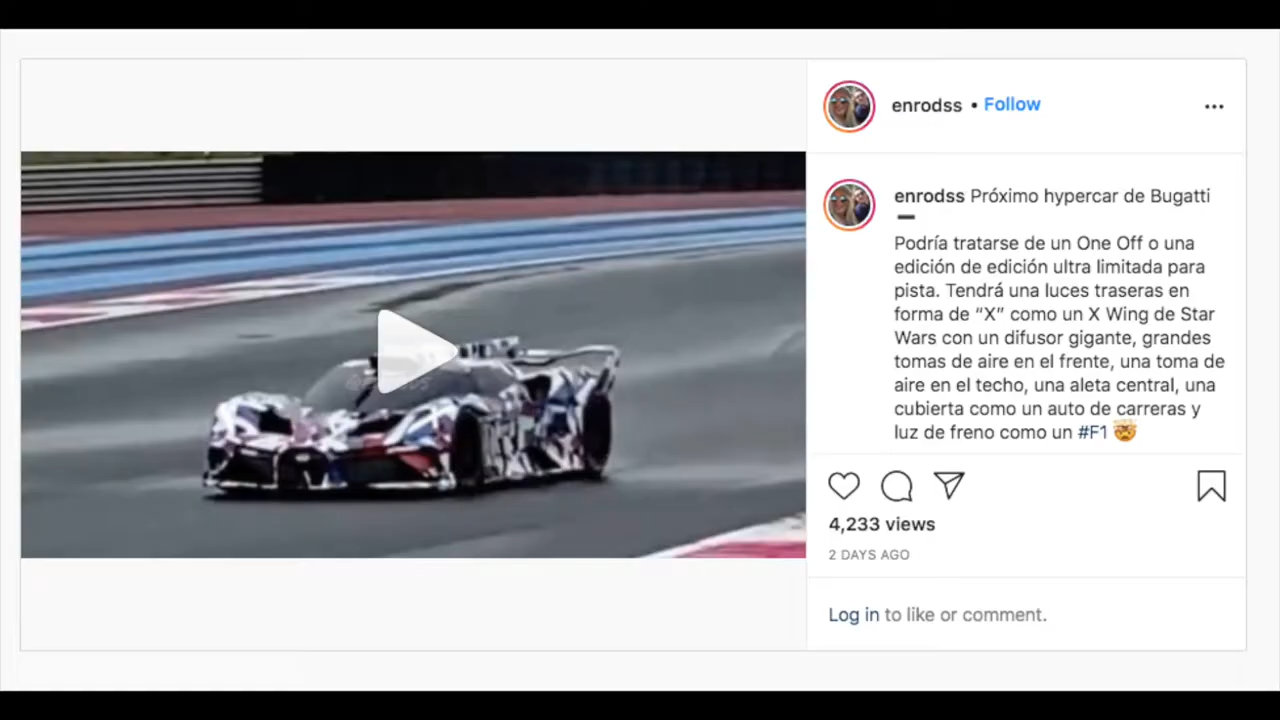 enrodss • Follow
enrodss Próximo hypercar de Bugatti
Podría tratarse de un One Off o una
edición de edición ultra limitada para
pista. Tendrá una luces traseras en
forma de “X” como un X Wing de Star
Wars con un difusor gigante, grandes
tomas de aire en el frente, una toma de
aire en el techo, una aleta central, una
cubierta como un auto de carreras y
luz de freno como un #F1 🤯
4,233 views
2 DAYS AGO
Log in to like or comment.